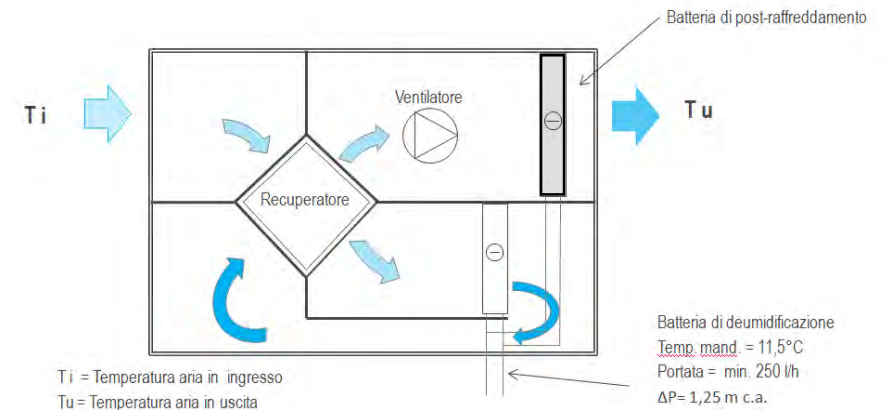 Batteria di post-raffreddamento
T i
Ventilatore
T u
Recuperatore
Batteria di deumidificazione
Temp. mand. = 11,5°C
Portata = min. 250 l/h
ΔP= 1,25 m c.a.
T i = Temperatura aria in ingresso
Tu = Temperatura aria in uscita